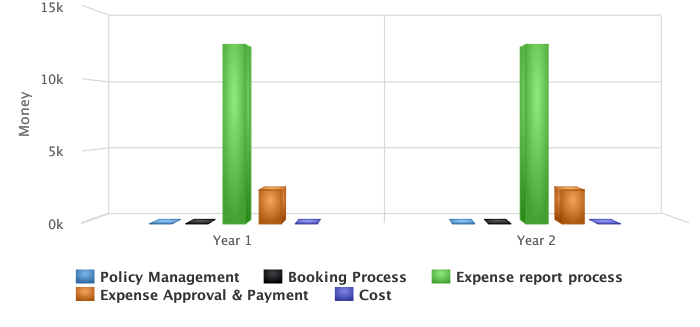 15k
10k
5k
0k
Money
Year 1 Year 2
Policy Management Booking Process Expense report process
Expense Approval & Payment Cost